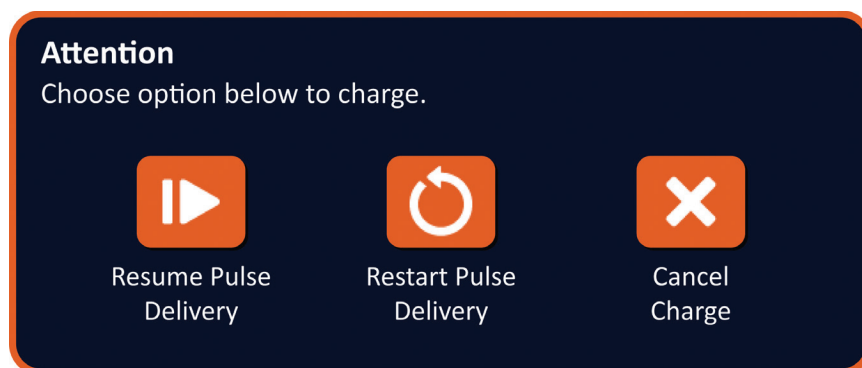 Attention
Choose option below to charge.
Resume Pulse
Delivery
Restart Pulse
Delivery
Cancel
Charge